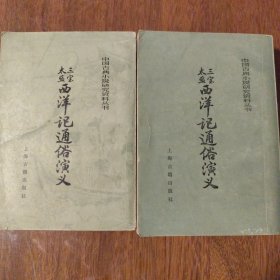 中国古典小说研究资料丛书
三宝太监
西洋记通俗演义
上海古籍出版社
中国古典小说研究资料丛书
三宝太监
西洋记通俗演义
上海古籍出版社